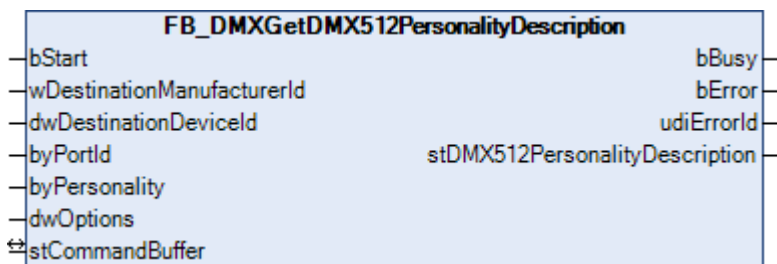 FB_DMXGetDMX512PersonalityDescription
bStart bBusy
wDestinationManufacturerId bError
dwDestinationDeviceId udiErrorId
byPortId stDMX512PersonalityDescription
byPersonality
dwOptions
stCommandBuffer